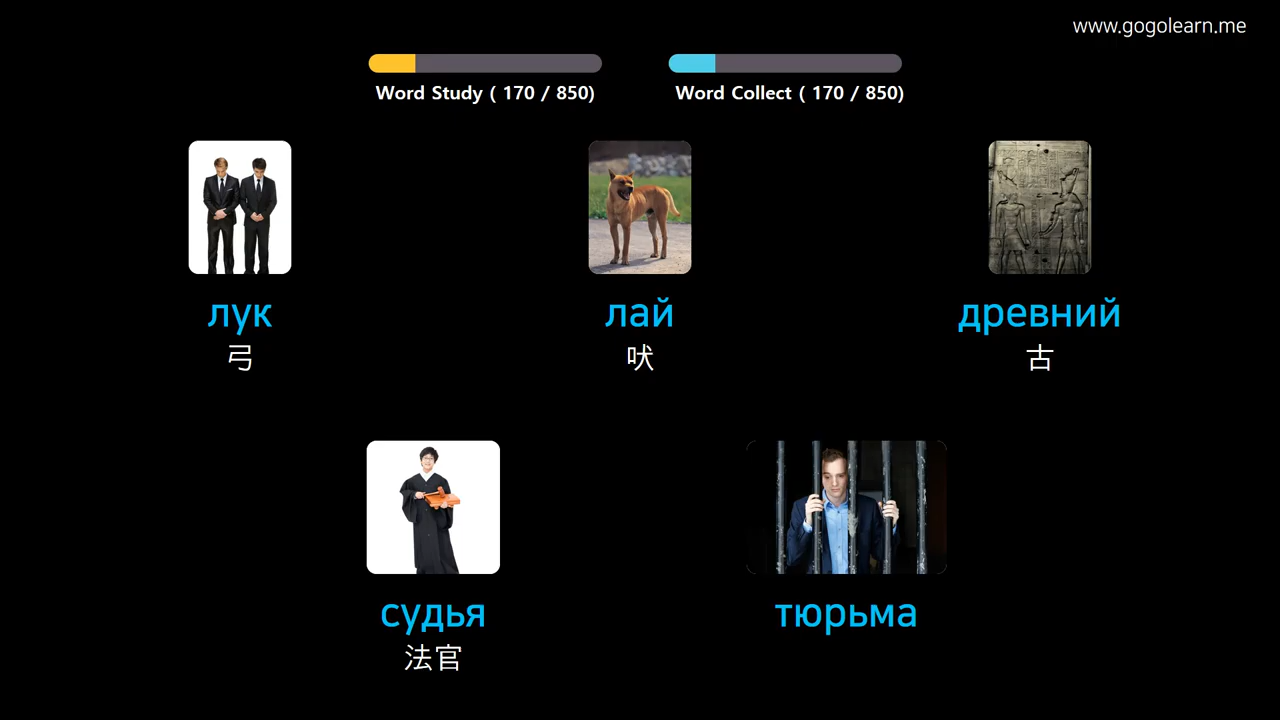 www.gogolearn.me
Word Study ( 170 / 850)
Word Collect ( 170 / 850)
лук
弓
лай
吠
древний
古
судья
法官
тюрьма